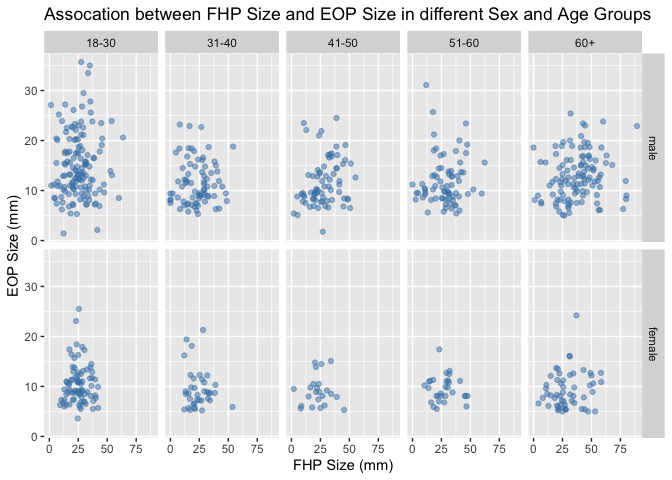 Assocation between FHP Size and EOP Size in different Sex and Age Groups
18-30 31-40 41-50 51-60 60+
30
20
10
0
male
30
20
10
0
female
EOP Size (mm)
0 25 50 75 0 25 50 75 0 25 50 75 0 25 50 75 0 25 50 75
FHP Size (mm)